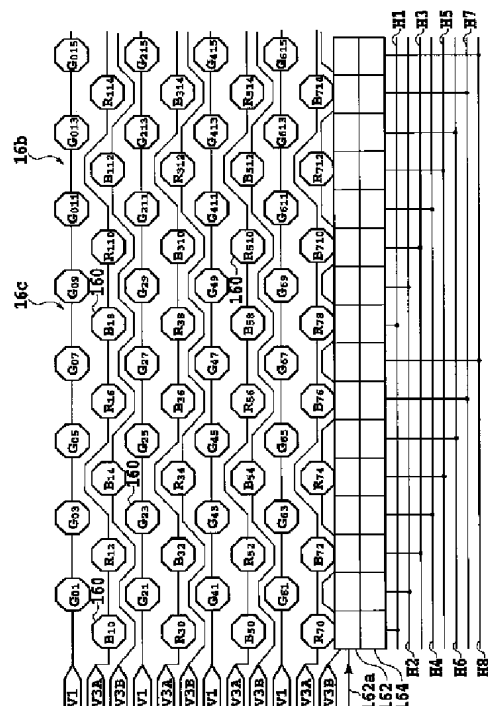 16c 16b
V1 G01 G03 G05 G07 G09 G011 G013 G015
160 160
V3A B10 R12 B14 R16 B18 R110 B112 R114
V3B
V1 G21 G23 G25 G27 G29 G211 G213 G215
160
V3A R30 B32 R34 B36 R38 B310 R312 B314
V3B
V1 G41 G43 G45 G47 G49 G411 G413 G415
160
V3A B50 R52 B54 R56 B58 R510 B512 R514
V3B
V1 G61 G63 G65 G67 G69 G611 G613 G615
V3A R70 B72 R74 B76 R78 B710 R712 B714
V3B
162a
162
164
H1
H2
H3
H4
H5
H6
H7
H8